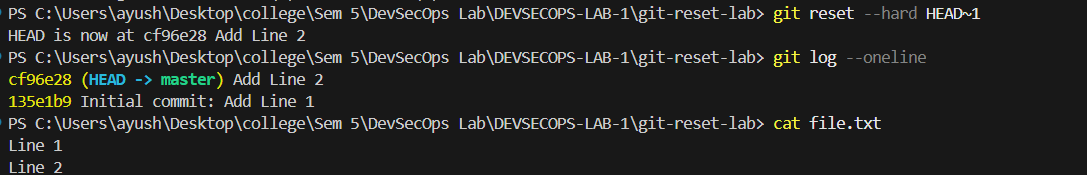 PS C:\Users\ayush\Desktop\college\Sem 5\DevSecOps Lab\DEVSECOPS-LAB-1\git-reset-lab> git reset --hard HEAD~1
HEAD is now at cf96e28 Add Line 2
PS C:\Users\ayush\Desktop\college\Sem 5\DevSecOps Lab\DEVSECOPS-LAB-1\git-reset-lab> git log --oneline
cf96e28 (HEAD -> master) Add Line 2
135e1b9 Initial commit: Add Line 1
PS C:\Users\ayush\Desktop\college\Sem 5\DevSecOps Lab\DEVSECOPS-LAB-1\git-reset-lab> cat file.txt
Line 1
Line 2